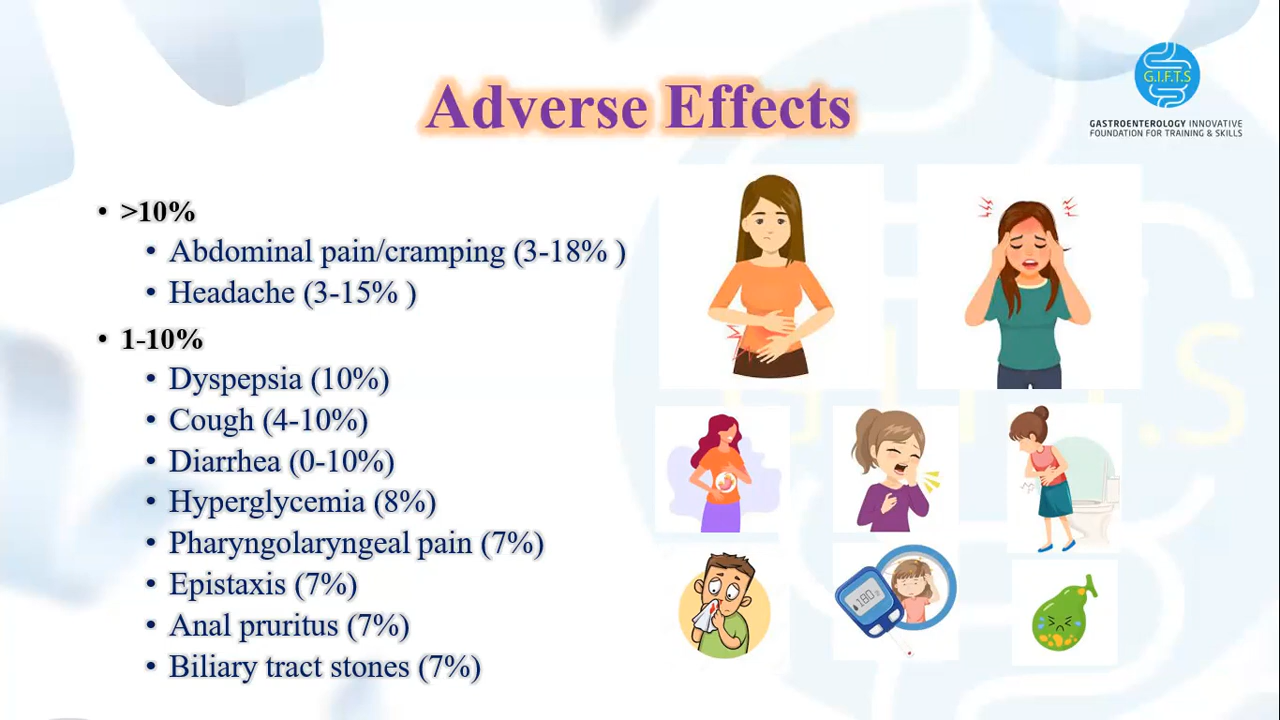 Adverse Effects
G.I.F.T.S
GASTROENTEROLOGY INNOVATIVE
FOUNDATION FOR TRAINING & SKILLS
• >10%
• Abdominal pain/cramping (3-18% )
• Headache (3-15% )
• 1-10%
• Dyspepsia (10%)
• Cough (4-10%)
• Diarrhea (0-10%)
• Hyperglycemia (8%)
• Pharyngolaryngeal pain (7%)
• Epistaxis (7%)
• Anal pruritus (7%)
• Biliary tract stones (7%)
180